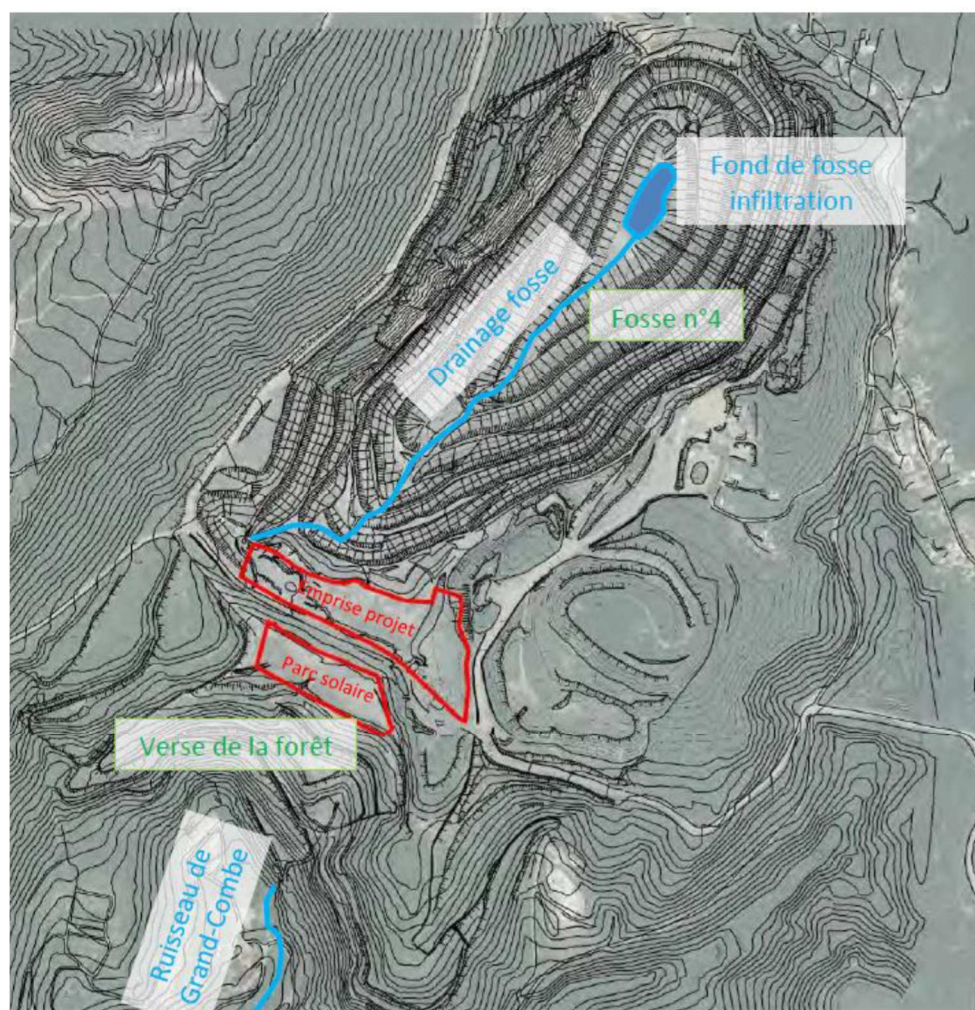 Fond de fosse
infiltration
Drainage fosse
Fosse n°4
Emprise projet
Parc solaire
Verse de la forêt
Ruisseau de
Grand-Combe